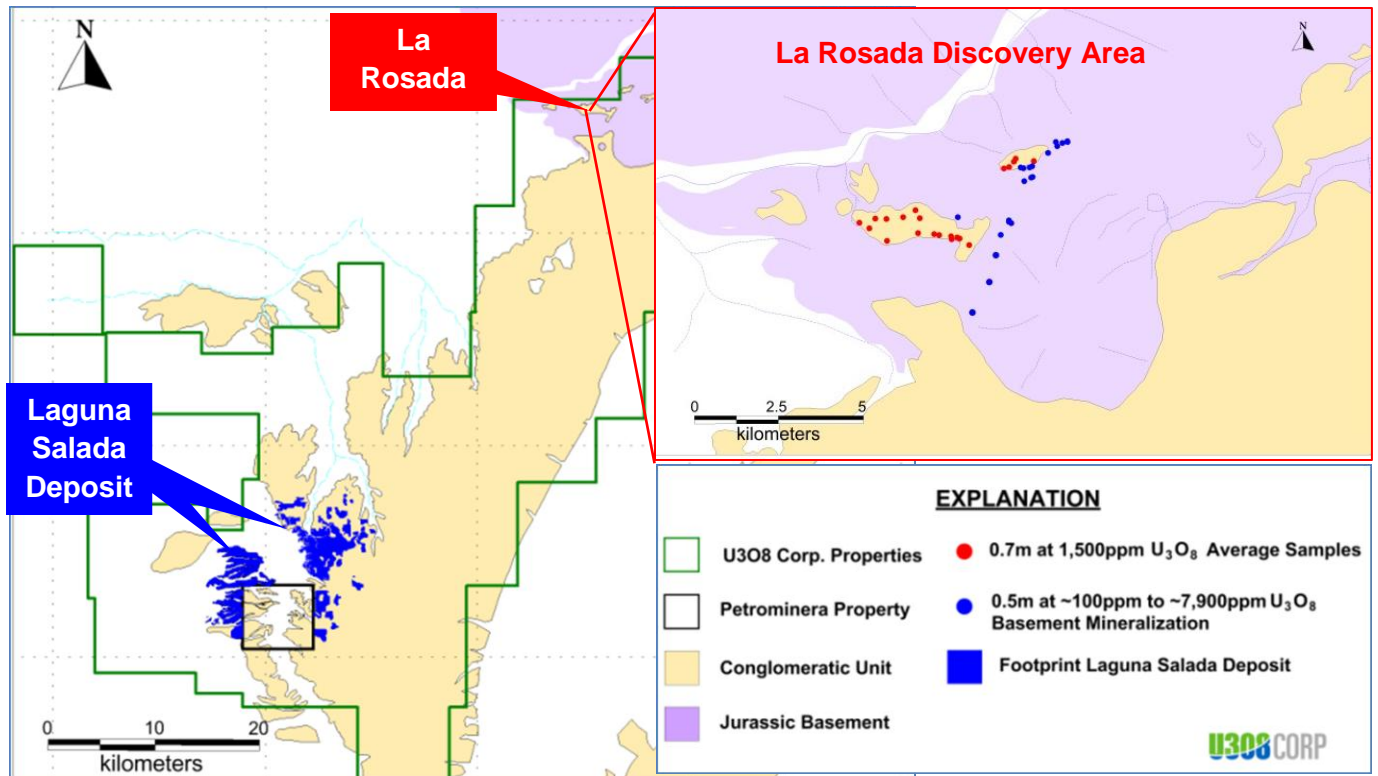 N
La
Rosada
Laguna
Salada
Deposit
0 10 20
kilometers
La Rosada Discovery Area
N
0 2.5 5
kilometers
EXPLANATION
U3O8 Corp. Properties
Petrominera Property
Conglomeratic Unit
Jurassic Basement
0.7m at 1,500ppm U₃O₈ Average Samples
0.5m at ~100ppm to ~7,900ppm U₃O₈
Basement Mineralization
Footprint Laguna Salada Deposit
U3O8 CORP